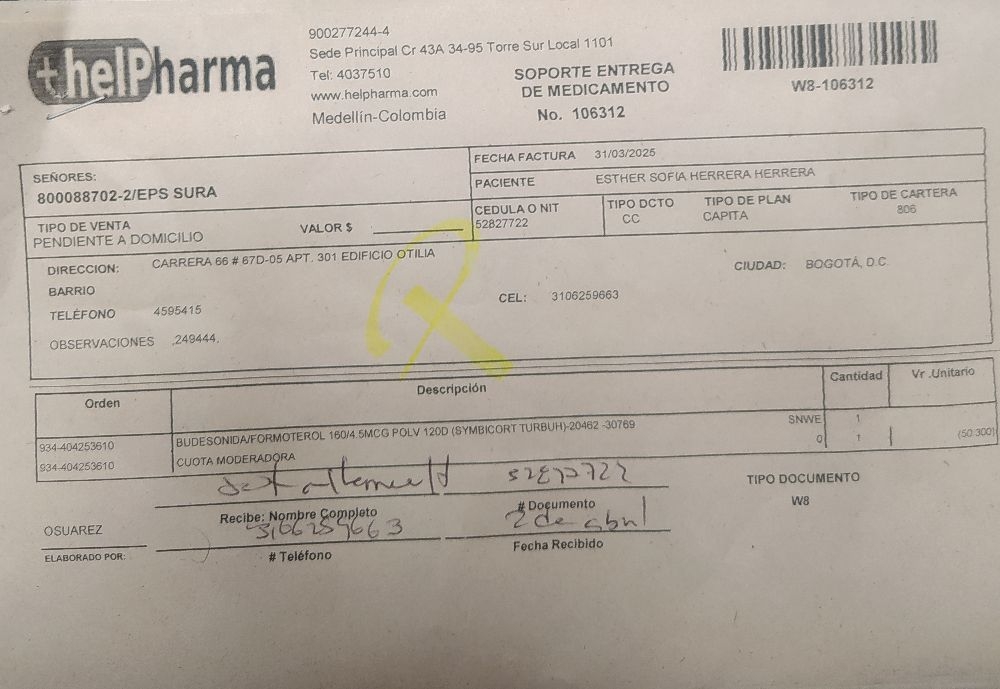 +helPharma
900277244-4
Sede Principal Cr 43A 34-95 Torre Sur Local 1101
Tel: 4037510
www.helpharma.com
Medellín-Colombia
SOPORTE ENTREGA
DE MEDICAMENTO
No. 106312
W8-106312
SEÑORES:
800088702-2/EPS SURA
FECHA FACTURA 31/03/2025
PACIENTE ESTHER SOFIA HERRERA HERRERA
TIPO DE VENTA
PENDIENTE A DOMICILIO
VALOR $
CEDULA O NIT
52827722
TIPO DCTO
CC
TIPO DE PLAN
CAPITA
TIPO DE CARTERA
806
DIRECCION: CARRERA 66 # 67D-05 APT. 301 EDIFICIO OTILIA
CIUDAD: BOGOTÁ, D.C.
BARRIO
CEL: 3106259663
TELÉFONO 4595415
OBSERVACIONES ,249444,
Orden Descripción Cantidad Vr .Unitario
934-404253610 BUDESONIDA/FORMOTEROL 160/4.5MCG POLV 120D (SYMBICORT TURBUH)-20462 -30769 SNWE 1
934-404253610 CUOTA MODERADORA 0 1 (50.300)
Recibe: Nombre Completo
# Documento
TIPO DOCUMENTO
W8
OSUAREZ
2 de abril
ELABORADO POR:
# Teléfono
Fecha Recibido